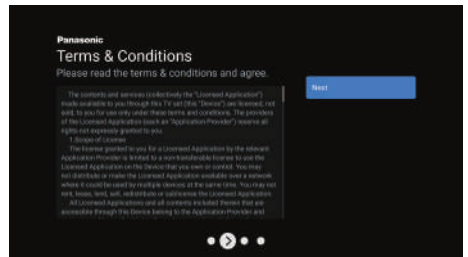 Panasonic
Terms & Conditions
Please read the terms & conditions and agree.
The contents and services (collectively the "Licensed Application")
made available to you through this TV set (this "Device") are licensed, not
sold, to you for use only under these terms and conditions. The providers
of the Licensed Application (each an "Application Provider") reserve all
rights not expressly granted to you.
1.Scope of License
The license granted to you for a Licensed Application by the relevant
Application Provider is limited to a non-transferable license to use the
Licensed Application on the Device that you own or control. You may
not distribute or make the Licensed Application available over a network
where it could be used by multiple devices at the same time. You may not
rent, lease, lend, sell, redistribute or sublicense the Licensed Application.
All Licensed Applications and all contents included therein that are
accessible through this Device belong to the Application Provider and
Next